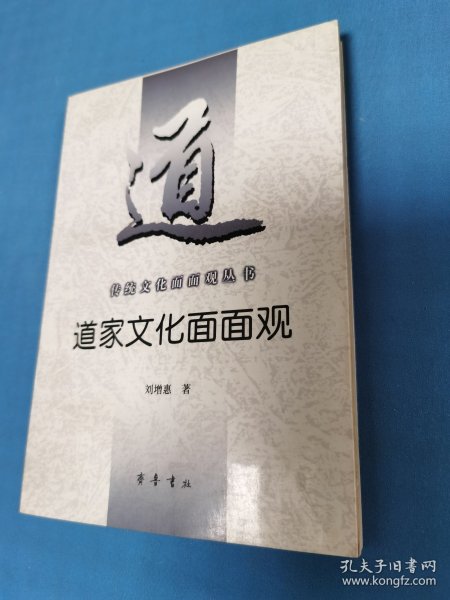 道
传统文化面面观丛书
道家文化面面观
刘增惠 著
齐鲁书社
孔夫子旧书网
www.kongfz.com